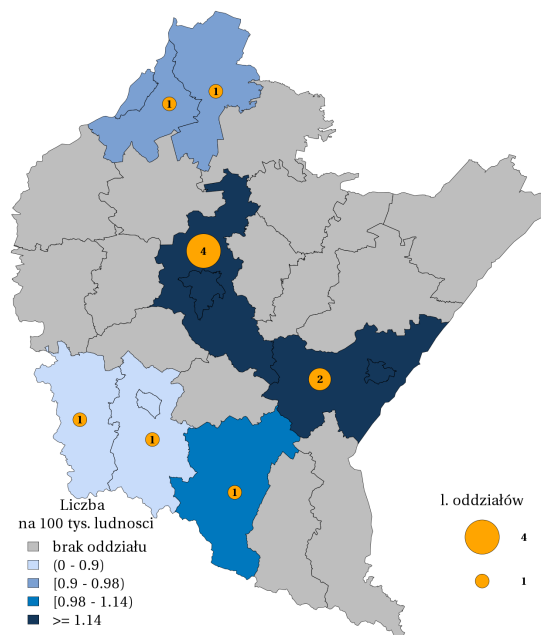 1
1
4
2
1
1
1
Liczba
na 100 tys. ludnosci
brak oddziału
(0 - 0.9)
[0.9 - 0.98)
[0.98 - 1.14)
>= 1.14
l. oddziałów
4
1